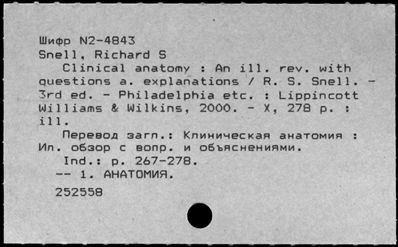 Шифр N2-4843
Snell, Richard S
Clinical anatomy : An ill. rev. with
questions a. explanations / R. S. Snell. -
3rd ed. - Philadelphia etc. : Lippincott
Williams & Wilkins, 2000. - X, 278 p. :
ill.
Перевод загл.: Клиническая анатомия :
Ил. обзор с вопр. и объяснениями.
Ind.: p. 267-278.
-- 1. АНАТОМИЯ.
252558